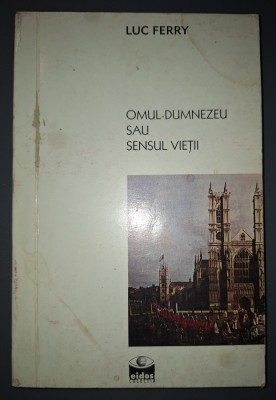 LUC FERRY
OMUL-DUMNEZEU
SAU
SENSUL VIEȚII
eidos